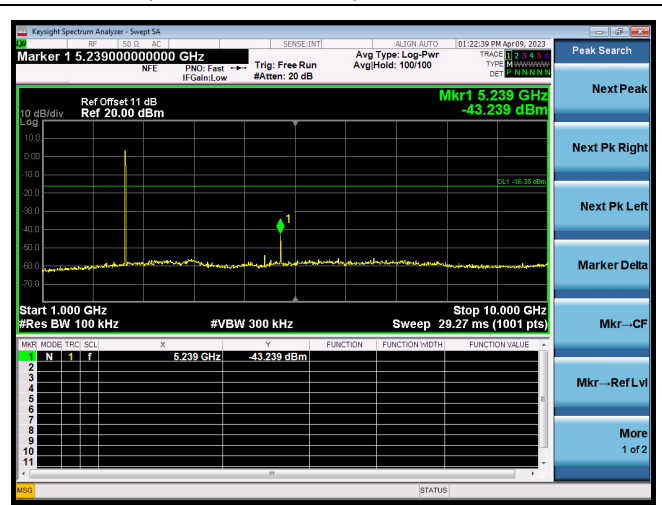 Keysight Spectrum Analyzer - Swept SA
RF 50 Ω AC SENSE:INT ALIGN AUTO 01:22:39 PM Apr 09, 2023
Marker 1 5.239000000000 GHz
NFE PNO: Fast IFGain:Low
Trig: Free Run #Atten: 20 dB
Avg Type: Log-Pwr Avg|Hold: 100/100
TRACE 1 2 3 4 5 6
TYPE M WWWWW
DET P N N N N N
Peak Search
Next Peak
Next Pk Right
Next Pk Left
Marker Delta
Mkr→CF
Mkr→Ref Lvl
More
1 of 2
Mkr1 5.239 GHz
-43.239 dBm
Ref Offset 11 dB
10 dB/div Ref 20.00 dBm
Log
10.0
0.00
-10.0
DL1 -16.35 dBm
-20.0
-30.0
1
-40.0
-50.0
-60.0
-70.0
Start 1.000 GHz Stop 10.000 GHz
#Res BW 100 kHz #VBW 300 kHz Sweep 29.27 ms (1001 pts)
MKR MODE TRC SCL X Y FUNCTION FUNCTION WIDTH FUNCTION VALUE
1 N 1 f 5.239 GHz -43.239 dBm
2
3
4
5
6
7
8
9
10
11
MSG STATUS